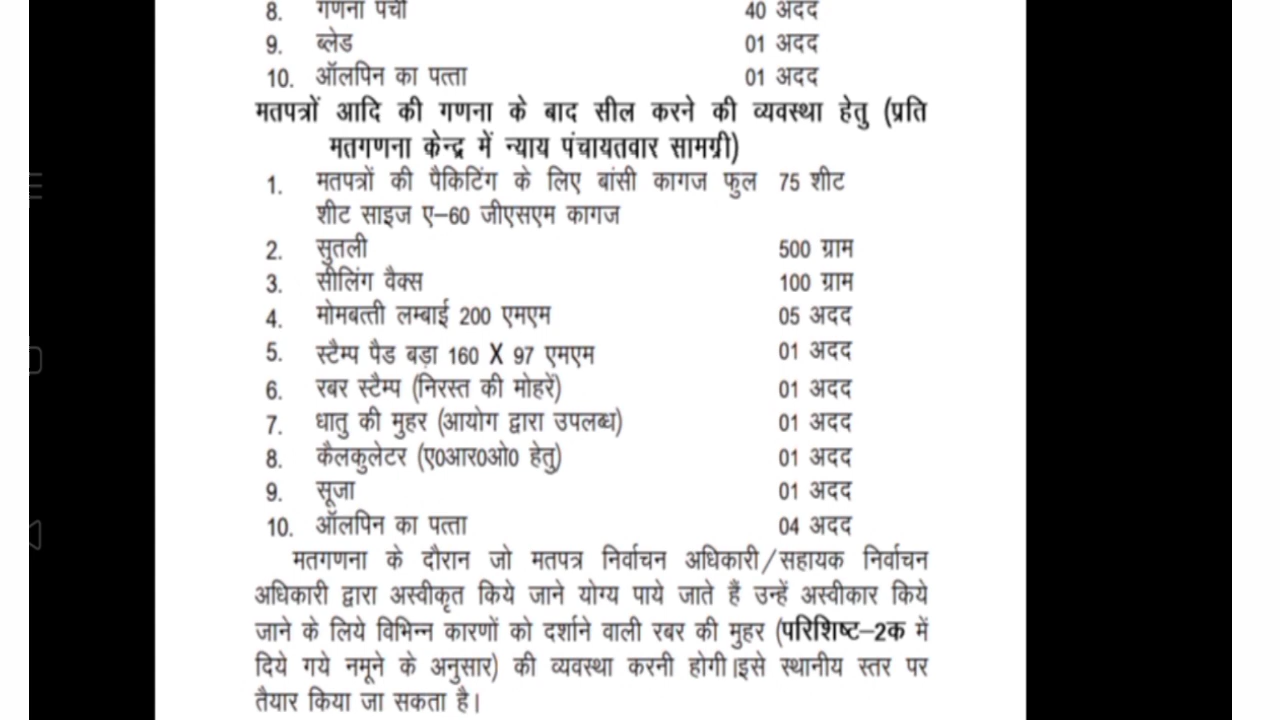 8. गणना पर्ची 40 अदद
9. ब्लेड 01 अदद
10. ऑलपिन का पत्ता 01 अदद
मतपत्रों आदि की गणना के बाद सील करने की व्यवस्था हेतु (प्रति
मतगणना केन्द्र में न्याय पंचायतवार सामग्री)
1. मतपत्रों की पैकिटिंग के लिए बांसी कागज फुल 75 शीट
शीट साइज ए–60 जीएसएम कागज
2. सुतली 500 ग्राम
3. सीलिंग वैक्स 100 ग्राम
4. मोमबत्ती लम्बाई 200 एमएम 05 अदद
5. स्टैम्प पैड बड़ा 160 X 97 एमएम 01 अदद
6. रबर स्टैम्प (निरस्त की मोहरें) 01 अदद
7. धातु की मुहर (आयोग द्वारा उपलब्ध) 01 अदद
8. कैलकुलेटर (ए0आर0ओ0 हेतु) 01 अदद
9. सूजा 01 अदद
10. ऑलपिन का पत्ता 04 अदद
मतगणना के दौरान जो मतपत्र निर्वाचन अधिकारी/सहायक निर्वाचन
अधिकारी द्वारा अस्वीकृत किये जाने योग्य पाये जाते हैं उन्हें अस्वीकार किये
जाने के लिये विभिन्न कारणों को दर्शाने वाली रबर की मुहर (परिशिष्ट–2क में
दिये गये नमूने के अनुसार) की व्यवस्था करनी होगी।इसे स्थानीय स्तर पर
तैयार किया जा सकता है।